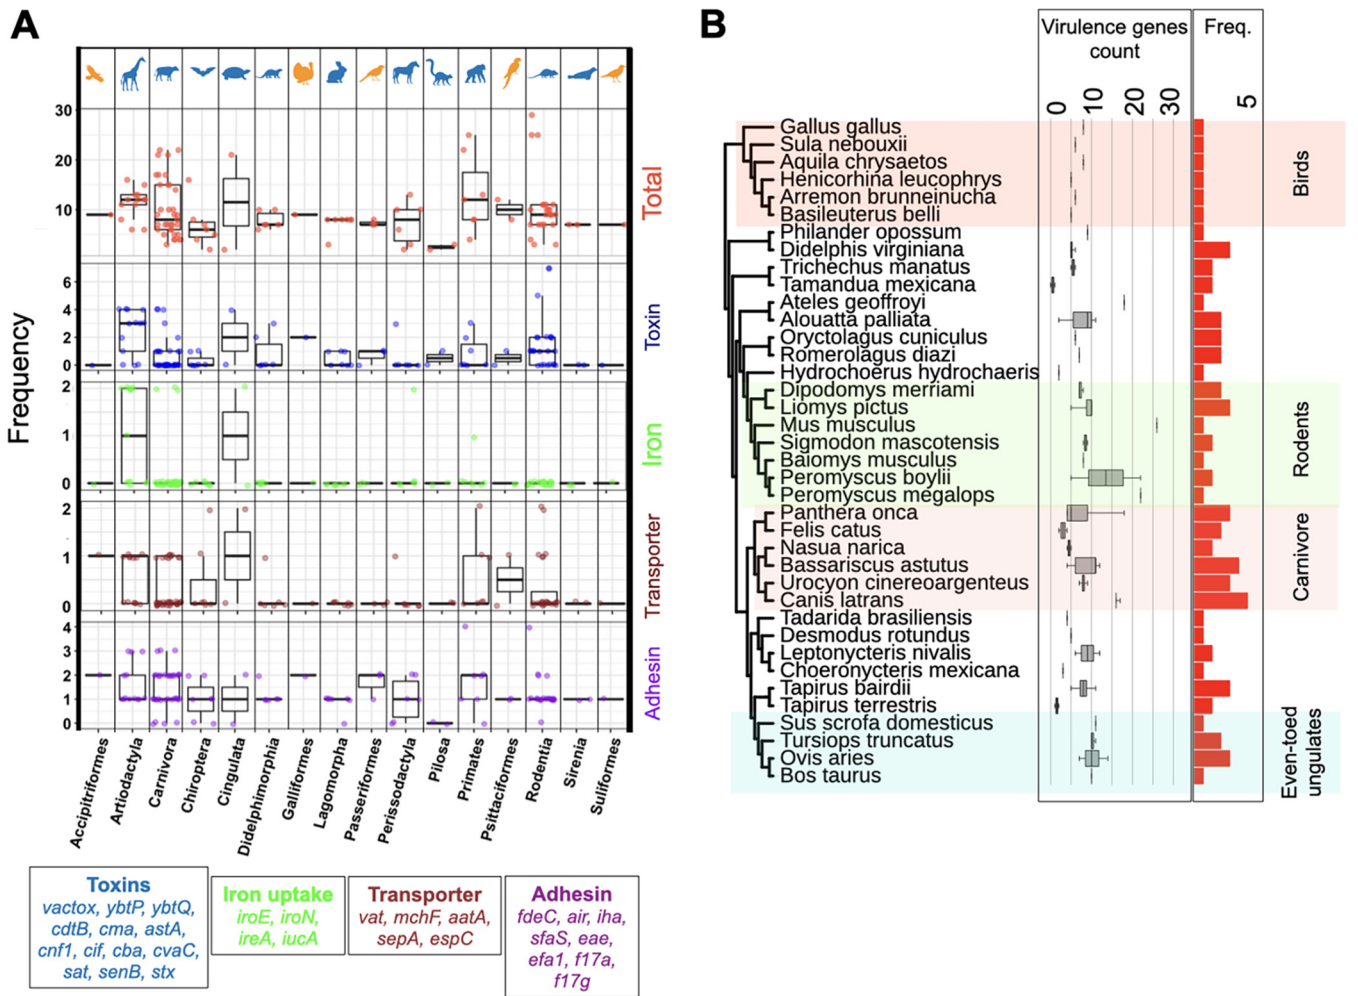 A
30
20
10
Total
6
4
2
0
Toxin
2
1
0
Iron
2
1
0
Transporter
4
3
2
1
0
Adhesin
Frequency
Accipitriformes
Artiodactyla
Carnivora
Chiroptera
Cingulata
Didelphimorphia
Galliformes
Lagomorpha
Passeriformes
Perissodactyla
Pilosa
Primates
Psittaciformes
Rodentia
Sirenia
Suliformes
Toxins
vactox, ybtP, ybtQ,
cdtB, cma, astA,
cnf1, cif, cba, cvaC,
sat, senB, stx
Iron uptake
iroE, iroN,
ireA, iucA
Transporter
vat, mchF, aatA,
sepA, espC
Adhesin
fdeC, air, iha,
sfaS, eae,
efa1, f17a,
f17g
B
Virulence genes
count
Freq.
0 10 20 30
5
Gallus gallus
Sula nebouxii
Aquila chrysaetos
Henicorhina leucophrys
Arremon brunneinucha
Basileuterus belli
Philander opossum
Didelphis virginiana
Trichechus manatus
Tamandua mexicana
Ateles geoffroyi
Alouatta palliata
Oryctolagus cuniculus
Romerolagus diazi
Hydrochoerus hydrochaeris
Dipodomys merriami
Liomys pictus
Mus musculus
Sigmodon mascotensis
Baiomys musculus
Peromyscus boylii
Peromyscus megalops
Panthera onca
Felis catus
Nasua narica
Bassariscus astutus
Urocyon cinereoargenteus
Canis latrans
Tadarida brasiliensis
Desmodus rotundus
Leptonycteris nivalis
Choeronycteris mexicana
Tapirus bairdii
Tapirus terrestris
Sus scrofa domesticus
Tursiops truncatus
Ovis aries
Bos taurus
Birds
Rodents
Carnivore
Even-toed
ungulates